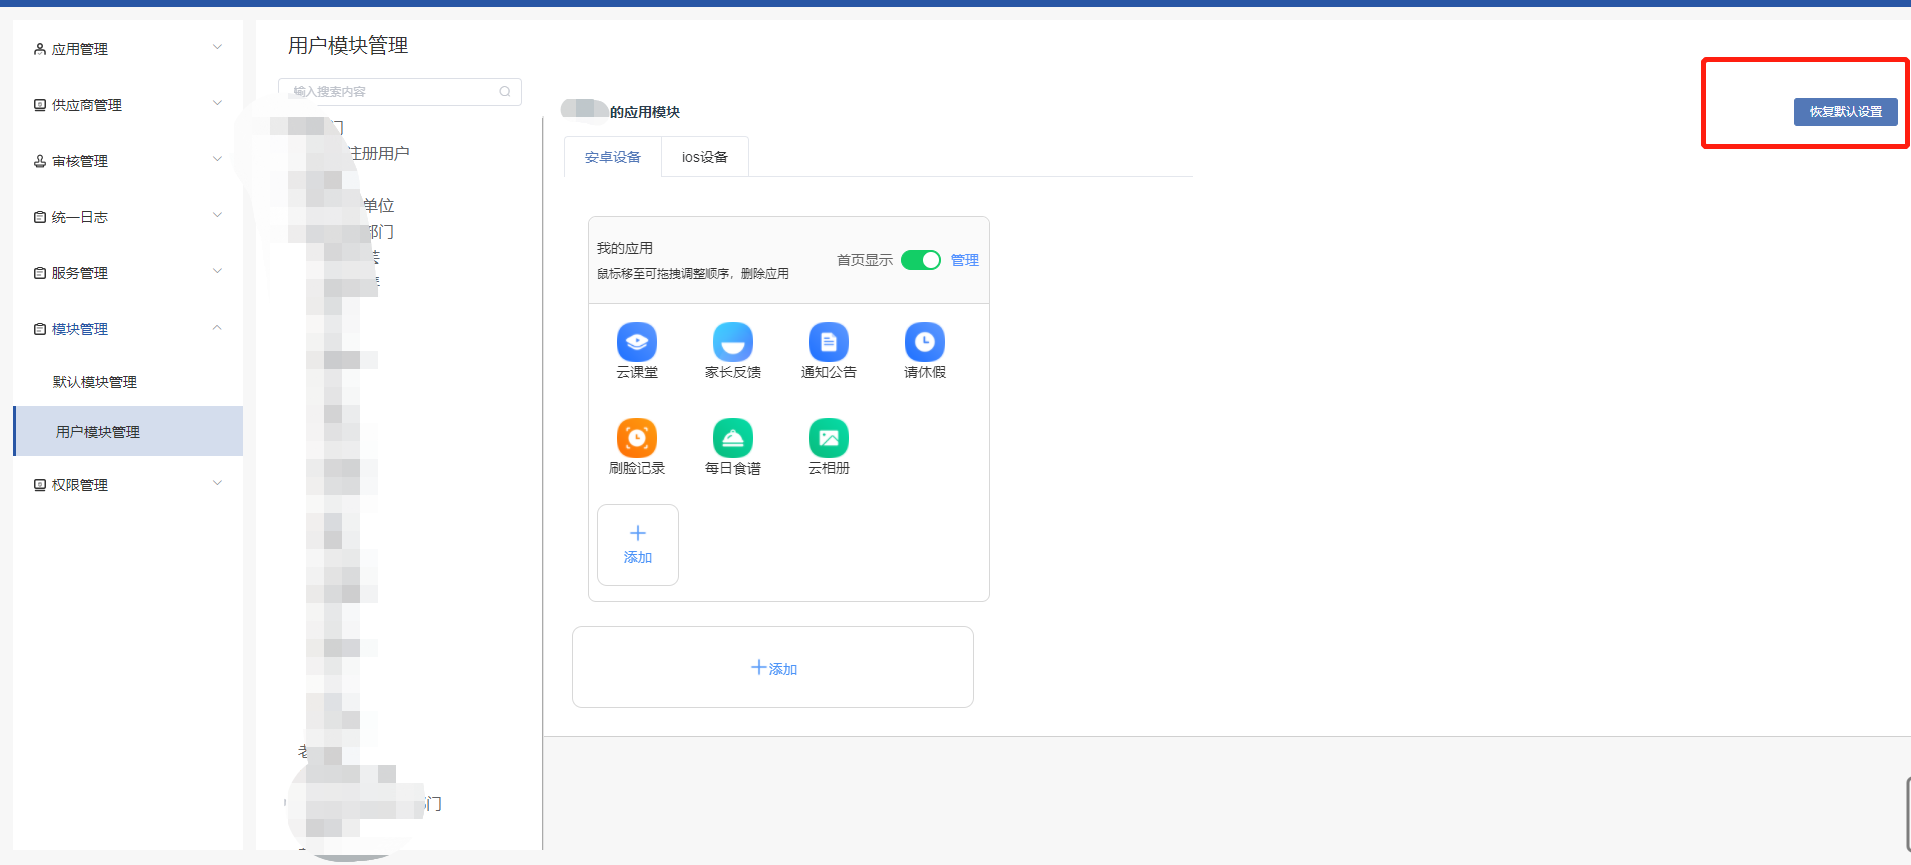 应用管理
供应商管理
审核管理
统一日志
服务管理
模块管理
默认模块管理
用户模块管理
权限管理
用户模块管理
输入搜索内容
门
注册用户
单位
部门
老
部门
的应用模块
恢复默认设置
安卓设备
ios设备
我的应用
鼠标移至可拖拽调整顺序，删除应用
首页显示
管理
云课堂
家长反馈
通知公告
请休假
刷脸记录
每日食谱
云相册
添加
添加